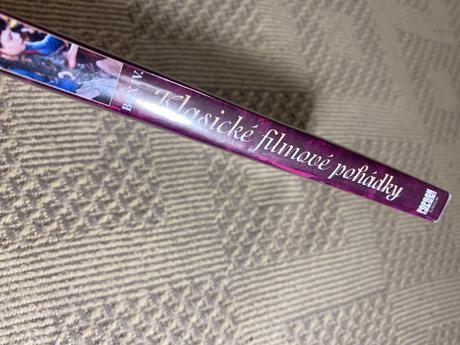 B. X V.
Klasické filmové pohádky